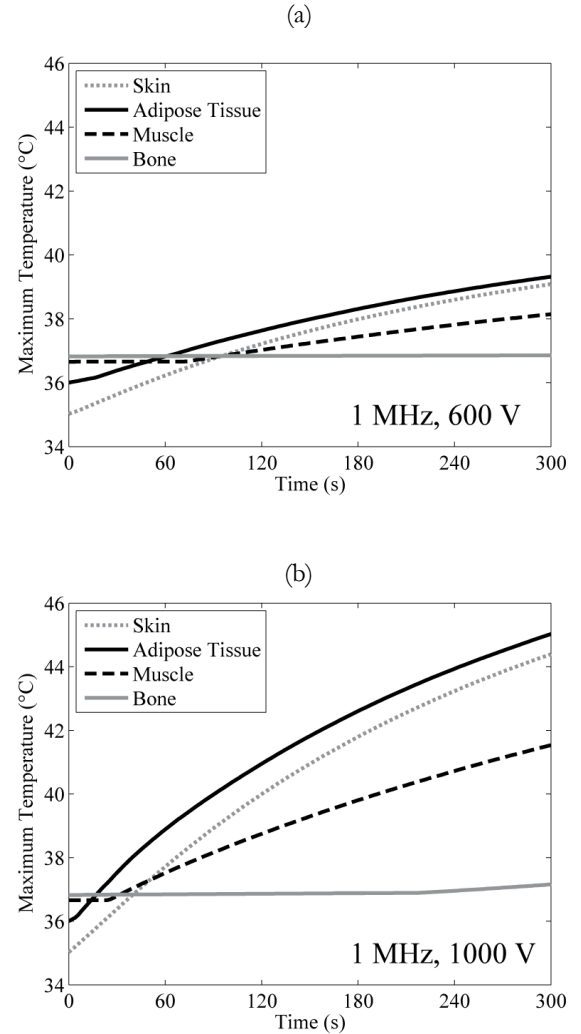 (a)
46
44
42
40
38
36
34
Maximum Temperature (°C)
Skin
Adipose Tissue
Muscle
Bone
1 MHz, 600 V
0
60
120
180
240
300
Time (s)
(b)
46
44
42
40
38
36
34
Maximum Temperature (°C)
Skin
Adipose Tissue
Muscle
Bone
1 MHz, 1000 V
0
60
120
180
240
300
Time (s)